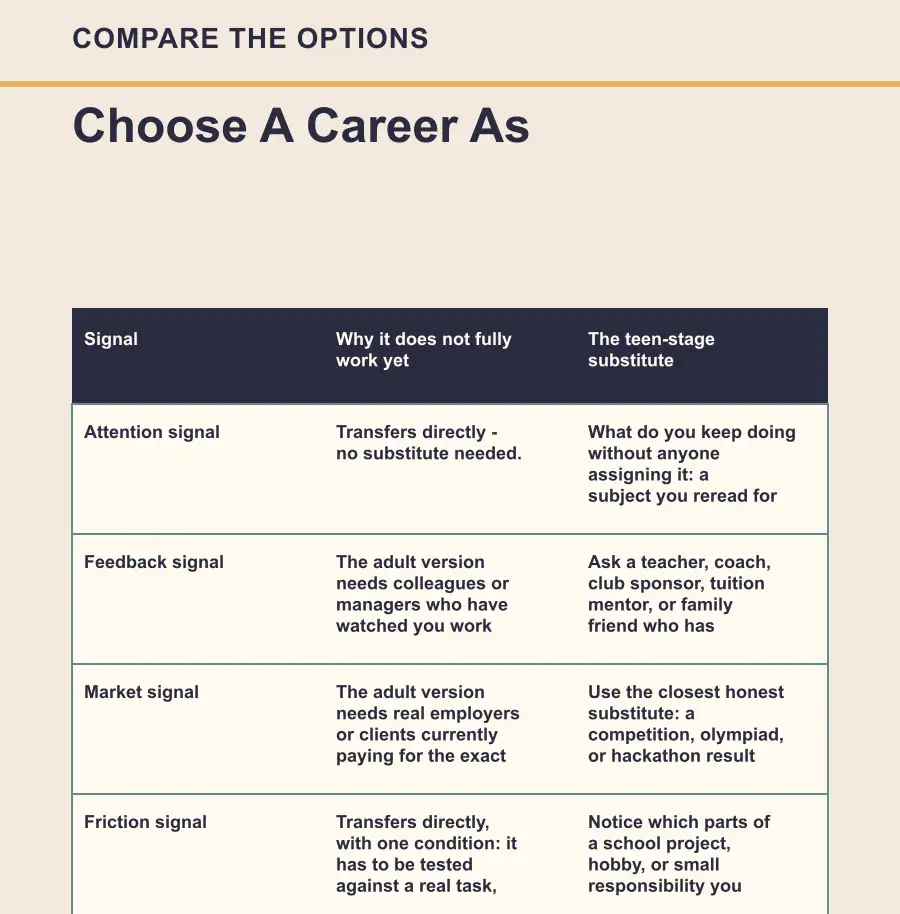 COMPARE THE OPTIONS
Choose A Career As
Signal
Why it does not fully
work yet
The teen-stage
substitute
Attention signal
Transfers directly -
no substitute needed.
What do you keep doing
without anyone
assigning it: a
subject you reread for
Feedback signal
The adult version
needs colleagues or
managers who have
watched you work
Ask a teacher, coach,
club sponsor, tuition
mentor, or family
friend who has
Market signal
The adult version
needs real employers
or clients currently
paying for the exact
Use the closest honest
substitute: a
competition, olympiad,
or hackathon result
Friction signal
Transfers directly,
with one condition: it
has to be tested
against a real task,
Notice which parts of
a school project,
hobby, or small
responsibility you